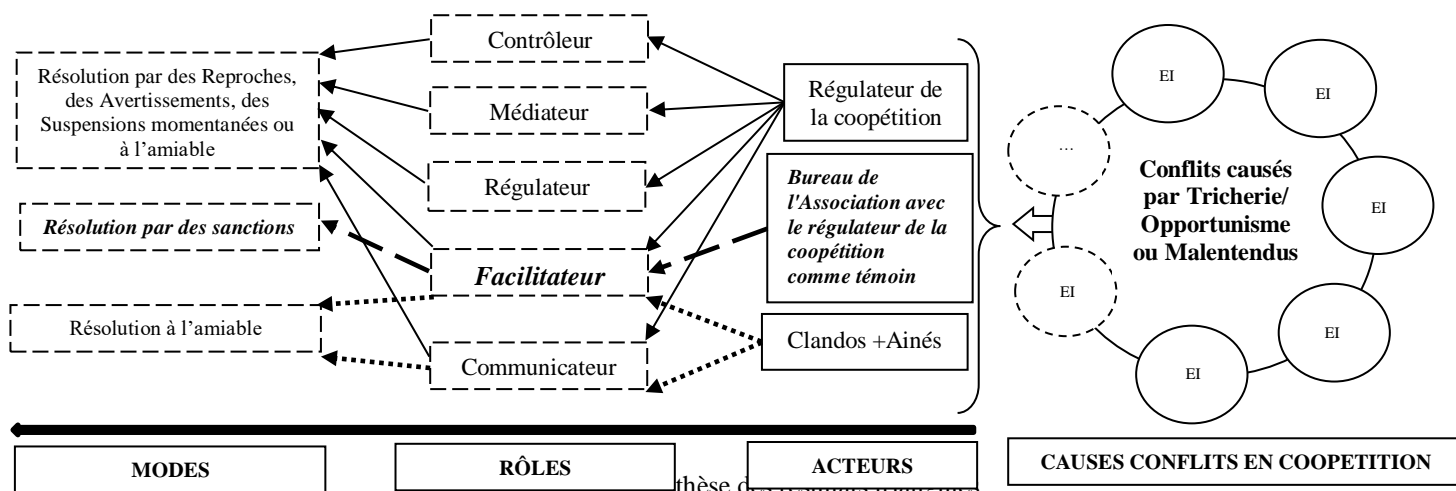 Contrôleur
Médiateur
Régulateur
Facilitateur
Communicateur
Résolution par des Reproches,
des Avertissements, des
Suspensions momentanées ou
à l’amiable
Résolution par des sanctions
Résolution à l’amiable
Régulateur de
la coopétition
Bureau de
l'Association avec
le régulateur de la
coopétition
comme témoin
Clandos +Ainés
EI
EI
EI
EI
EI
EI
…
Conflits causés
par Tricherie/
Opportunisme
ou Malentendus
MODES
RÔLES
ACTEURS
CAUSES CONFLITS EN COOPETITION
thèse